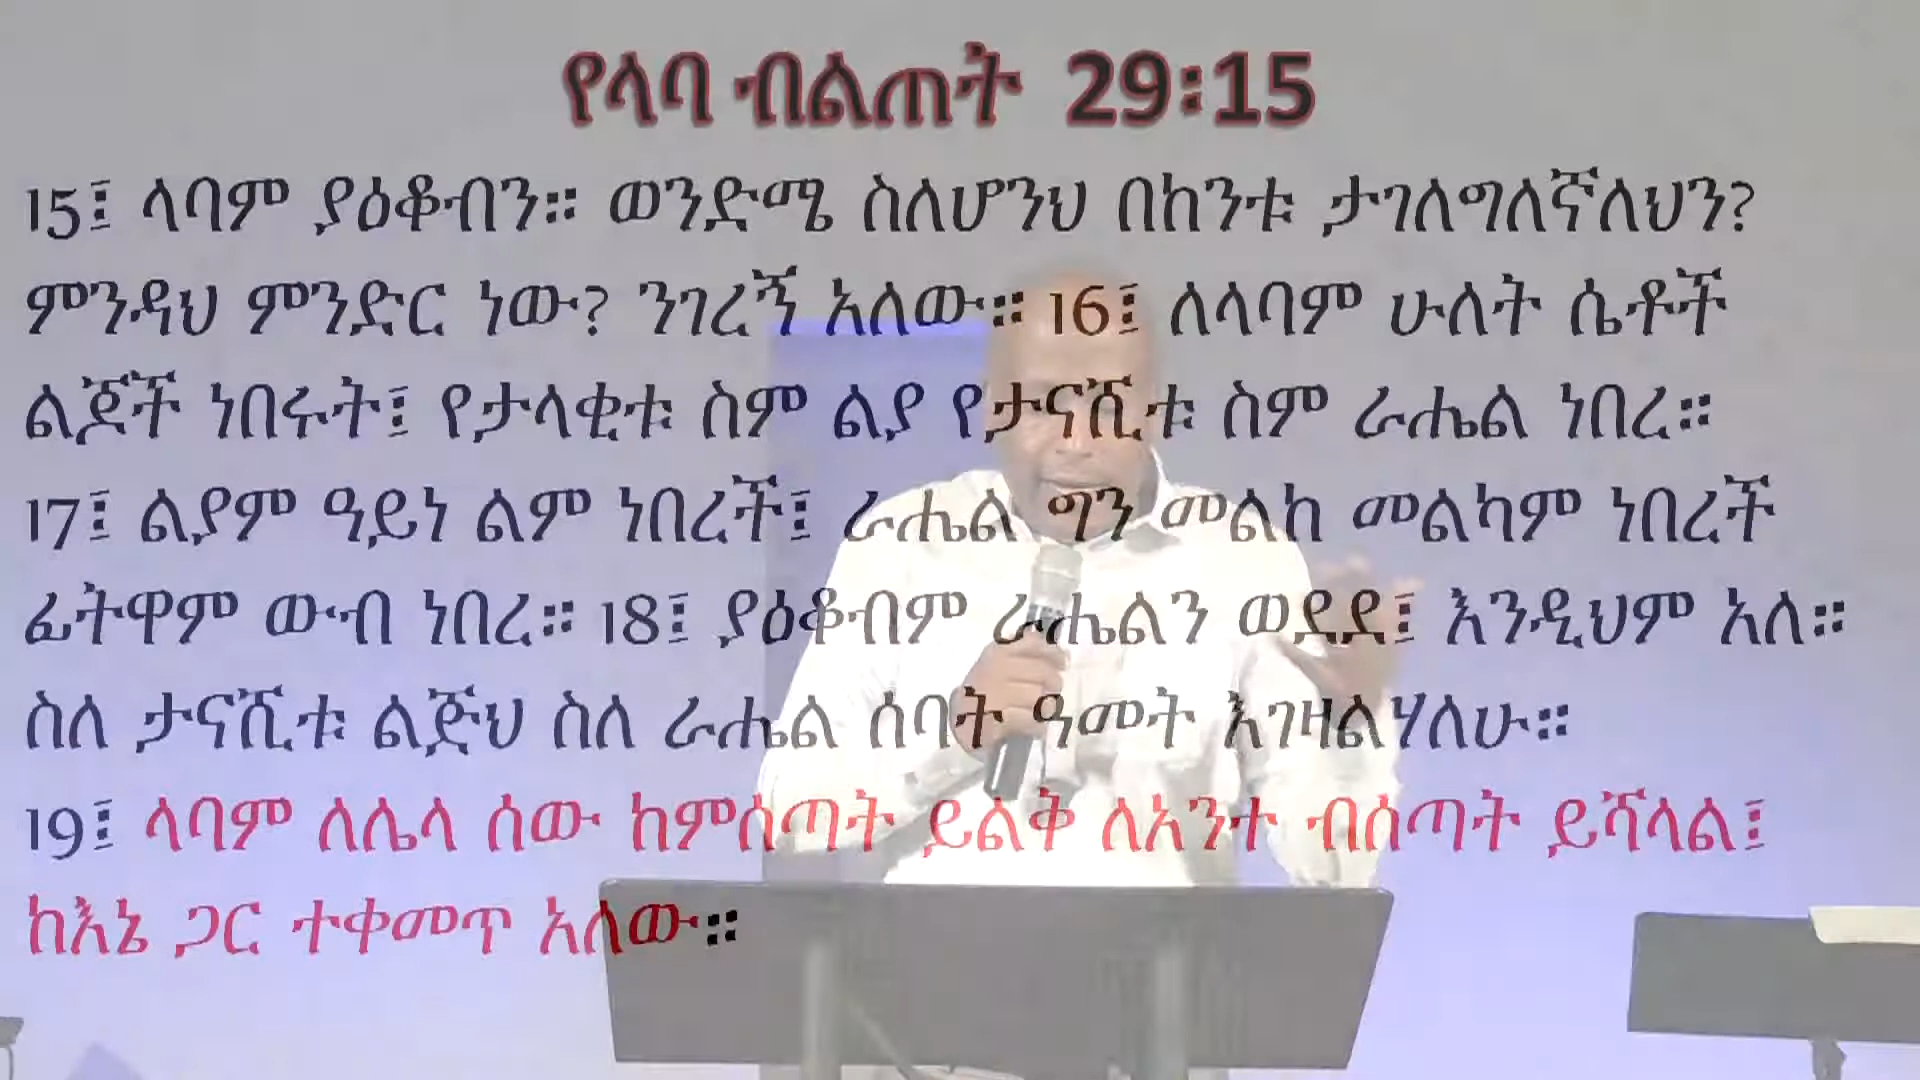 የላባ ብልጠት 29፡15
15፤ ላባም ያዕቆብን። ወንድሜ ስለሆንህ በከንቱ ታገለግለኛለህን?
ምንዳህ ምንድር ነው? ንገረኝ አለው። 16፤ ለላባም ሁለት ሴቶች
ልጆች ነበሩት፤ የታላቂቱ ስም ልያ የታናሺቱ ስም ራሔል ነበረ።
17፤ ልያም ዓይነ ልም ነበረች፤ ራሔል ግን መልከ መልካም ነበረች
ፊትዋም ውብ ነበረ። 18፤ ያዕቆብም ራሔልን ወደደ፤ እንዲህም አለ።
ስለ ታናሺቱ ልጅህ ስለ ራሔል ሰባት ዓመት እገዛልሃለሁ።
19፤ ላባም ለሌላ ሰው ከምሰጣት ይልቅ ለአንተ ብሰጣት ይሻላል፤
ከእኔ ጋር ተቀመጥ አለው።